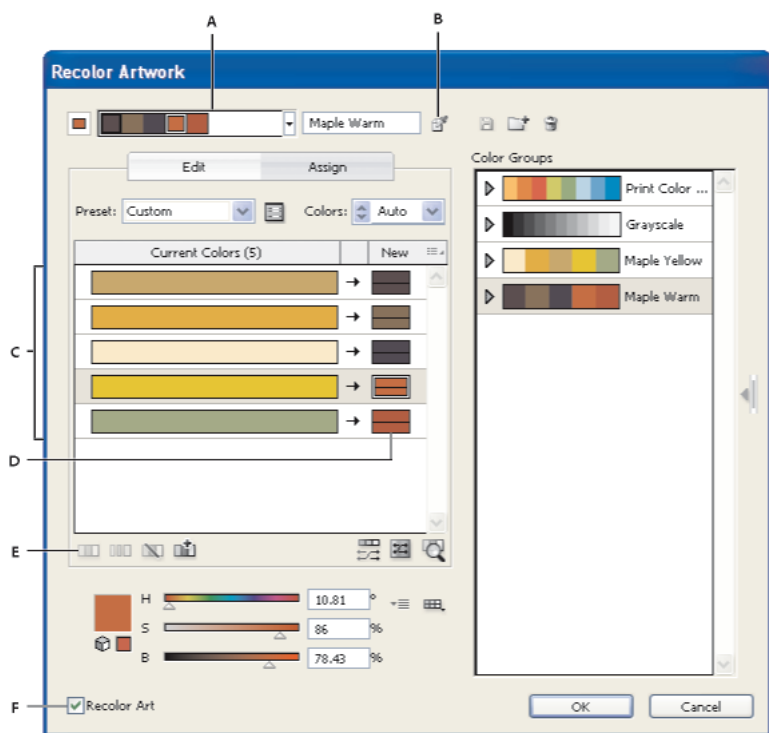 A
B
Recolor Artwork
Maple Warm
Color Groups
Edit Assign
Preset: Custom Colors: Auto
Print Color ...
Grayscale
Maple Yellow
Maple Warm
Current Colors (5) New
C
D
E
H 10.81 °
S 86 %
B 78.43 %
F
Recolor Art
OK Cancel